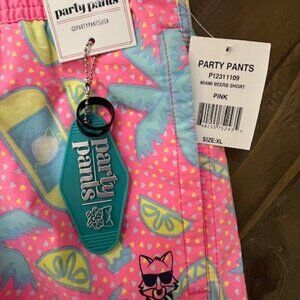 party pants
@PARTYPANTSUSA
PARTY PANTS
P12311109
MIAMI BEERS SHORT
PINK
SIZE:XL
party
pants